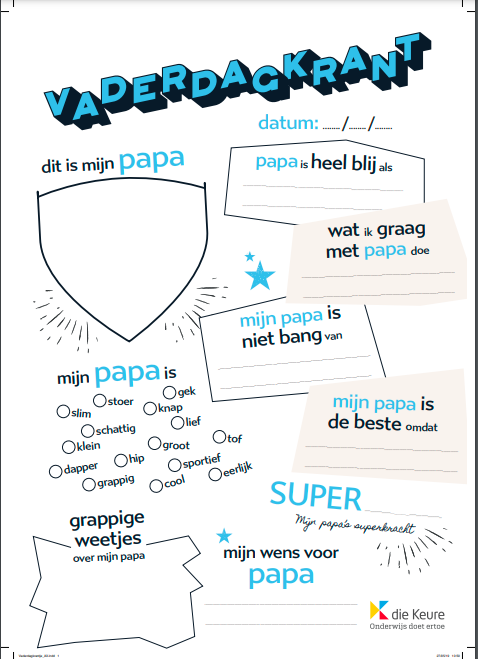 VADERDAGKRANT
datum: ....../....../......
dit is mijn papa
papa is heel blij als
wat ik graag
met papa doe
mijn papa is
niet bang van
mijn papa is
gek
stoer
knap
slim
lief
schattig
tof
groot
klein
hip
sportief
dapper
eerlijk
grappig
cool
mijn papa is
de beste omdat
SUPER
Mijn papa's superkracht
grappige
weetjes
over mijn papa
mijn wens voor
papa
die Keure
Onderwijs doet ertoe